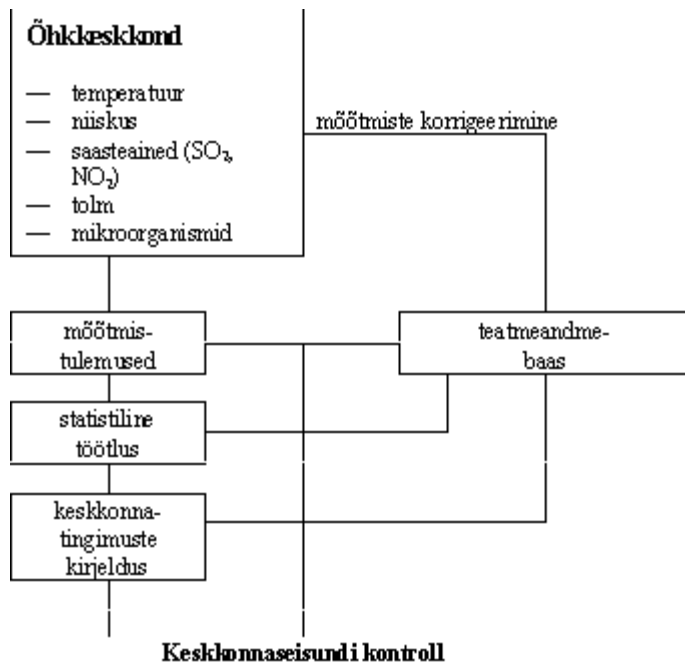 Õhkkeskkond
— temperatuur
— niiskus
— saasteained (SO₂,
NO₂)
— tolm
— mikroorganismid
mõõtmiste korrigeerimine
mõõtmis-
tulemused
teatmeandme-
baas
statistiline
töötlus
keskkonna-
tingimuste
kirjeldus
Keskkonnaseisundi kontroll